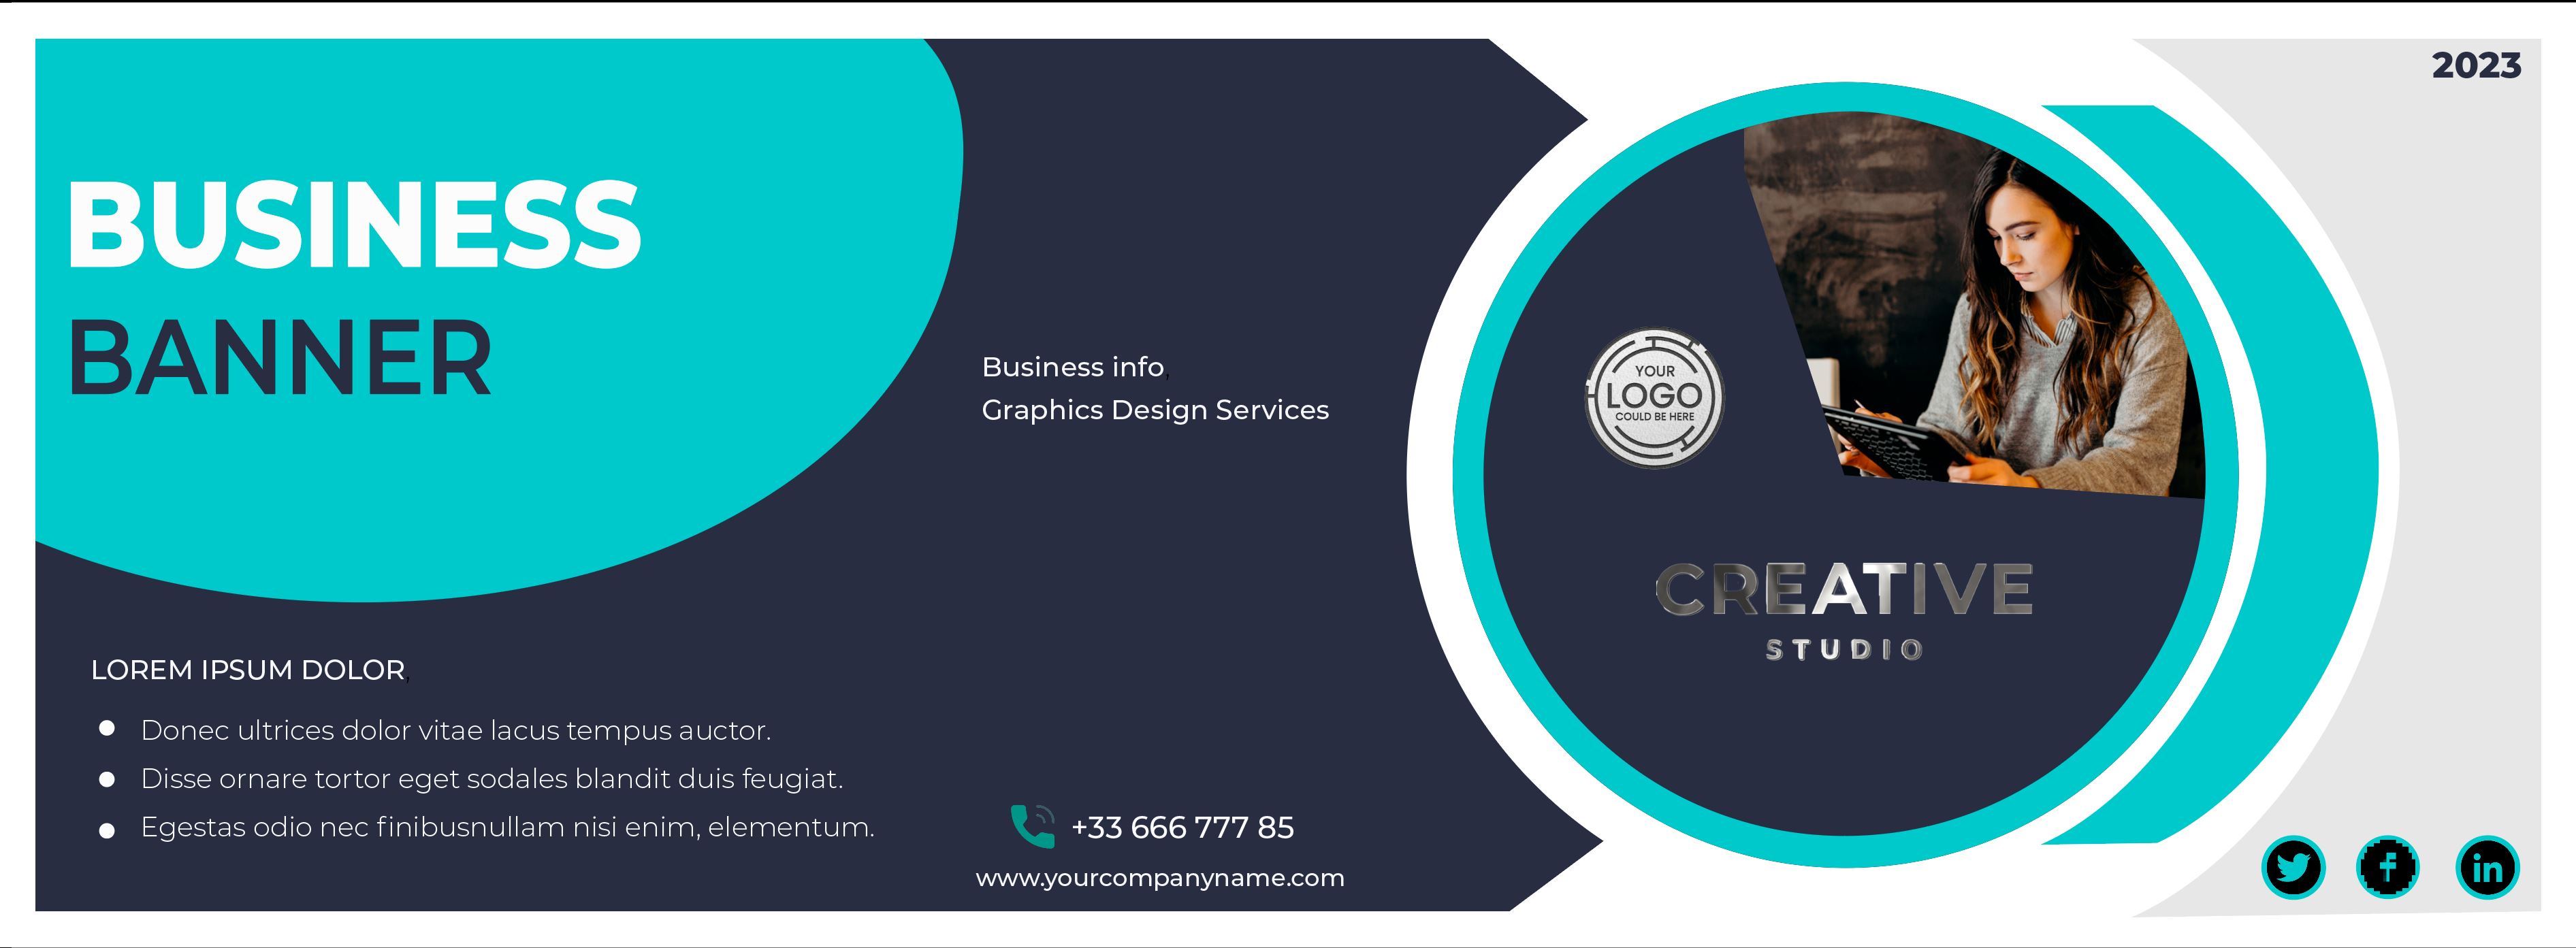 2023
BUSINESS
BANNER
Business info,
Graphics Design Services
YOUR
LOGO
COULD BE HERE
CREATIVE
STUDIO
LOREM IPSUM DOLOR,
Donec ultrices dolor vitae lacus tempus auctor.
Disse ornare tortor eget sodales blandit duis feugiat.
Egestas odio nec finibusnullam nisi enim, elementum.
+33 666 777 85
www.yourcompanyname.com